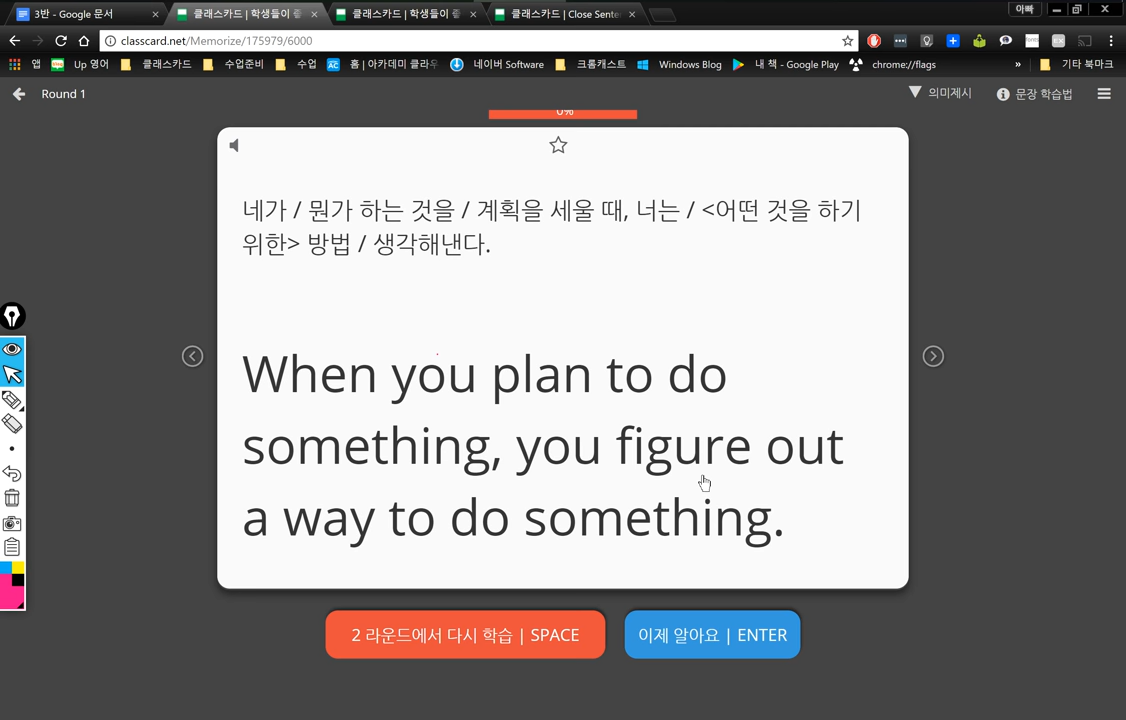 3반 - Google 문서
클래스카드 | 학생들이 좋
클래스카드 | 학생들이 좋
클래스카드 | Close Sente
아빠
classcard.net/Memorize/175979/6000
앱
Up 영어
클래스카드
수업준비
수업
홈 | 아카데미 클라우
네이버 Software
크롬캐스트
Windows Blog
내 책 - Google Play
chrome://flags
»
기타 북마크
Round 1
의미제시
문장 학습법
0%
네가 / 뭔가 하는 것을 / 계획을 세울 때, 너는 / <어떤 것을 하기
위한> 방법 / 생각해낸다.
When you plan to do
something, you figure out
a way to do something.
2 라운드에서 다시 학습 | SPACE
이제 알아요 | ENTER